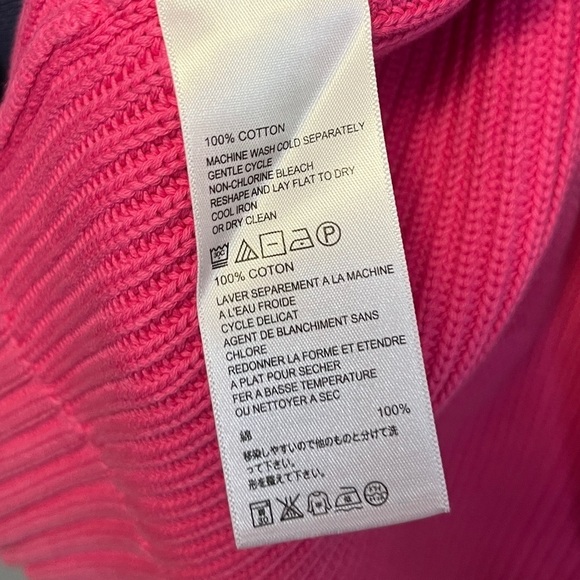 100% COTTON
MACHINE WASH COLD SEPARATELY
GENTLE CYCLE
NON-CHLORINE BLEACH
RESHAPE AND LAY FLAT TO DRY
COOL IRON
OR DRY CLEAN
P
100% COTON
LAVER SEPAREMENT A LA MACHINE
A L'EAU FROIDE
CYCLE DELICAT
AGENT DE BLANCHIMENT SANS
CHLORE
REDONNER LA FORME ET ETENDRE
A PLAT POUR SECHER
FER A BASSE TEMPERATURE
OU NETTOYER A SEC
綿 100%
移染しやすいので他のものと分けて洗
って下さい。
形を整えて下さい。